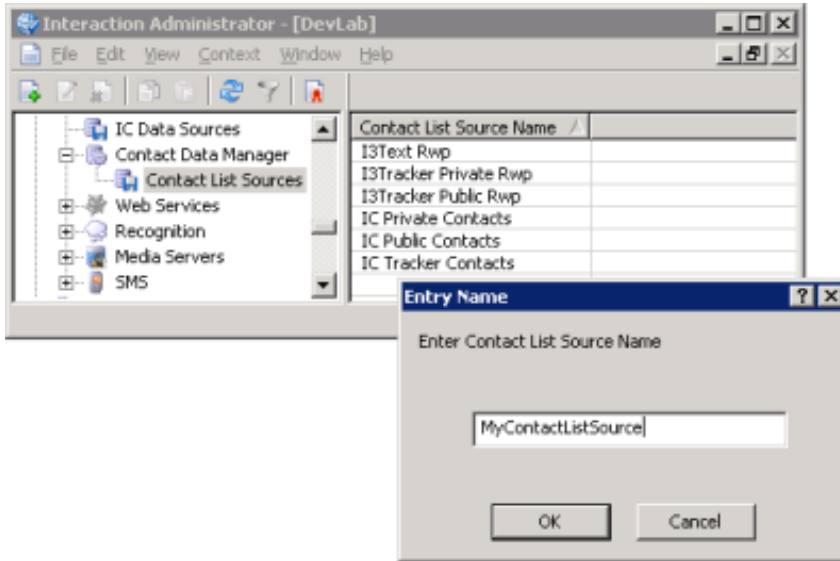 Interaction Administrator - [DevLab]
File Edit View Context Window Help
IC Data Sources
Contact Data Manager
Contact List Sources
Web Services
Recognition
Media Servers
SMS
Contact List Source Name
I3Text Rwp
I3Tracker Private Rwp
I3Tracker Public Rwp
IC Private Contacts
IC Public Contacts
IC Tracker Contacts
Entry Name
Enter Contact List Source Name
MyContactListSource
OK Cancel